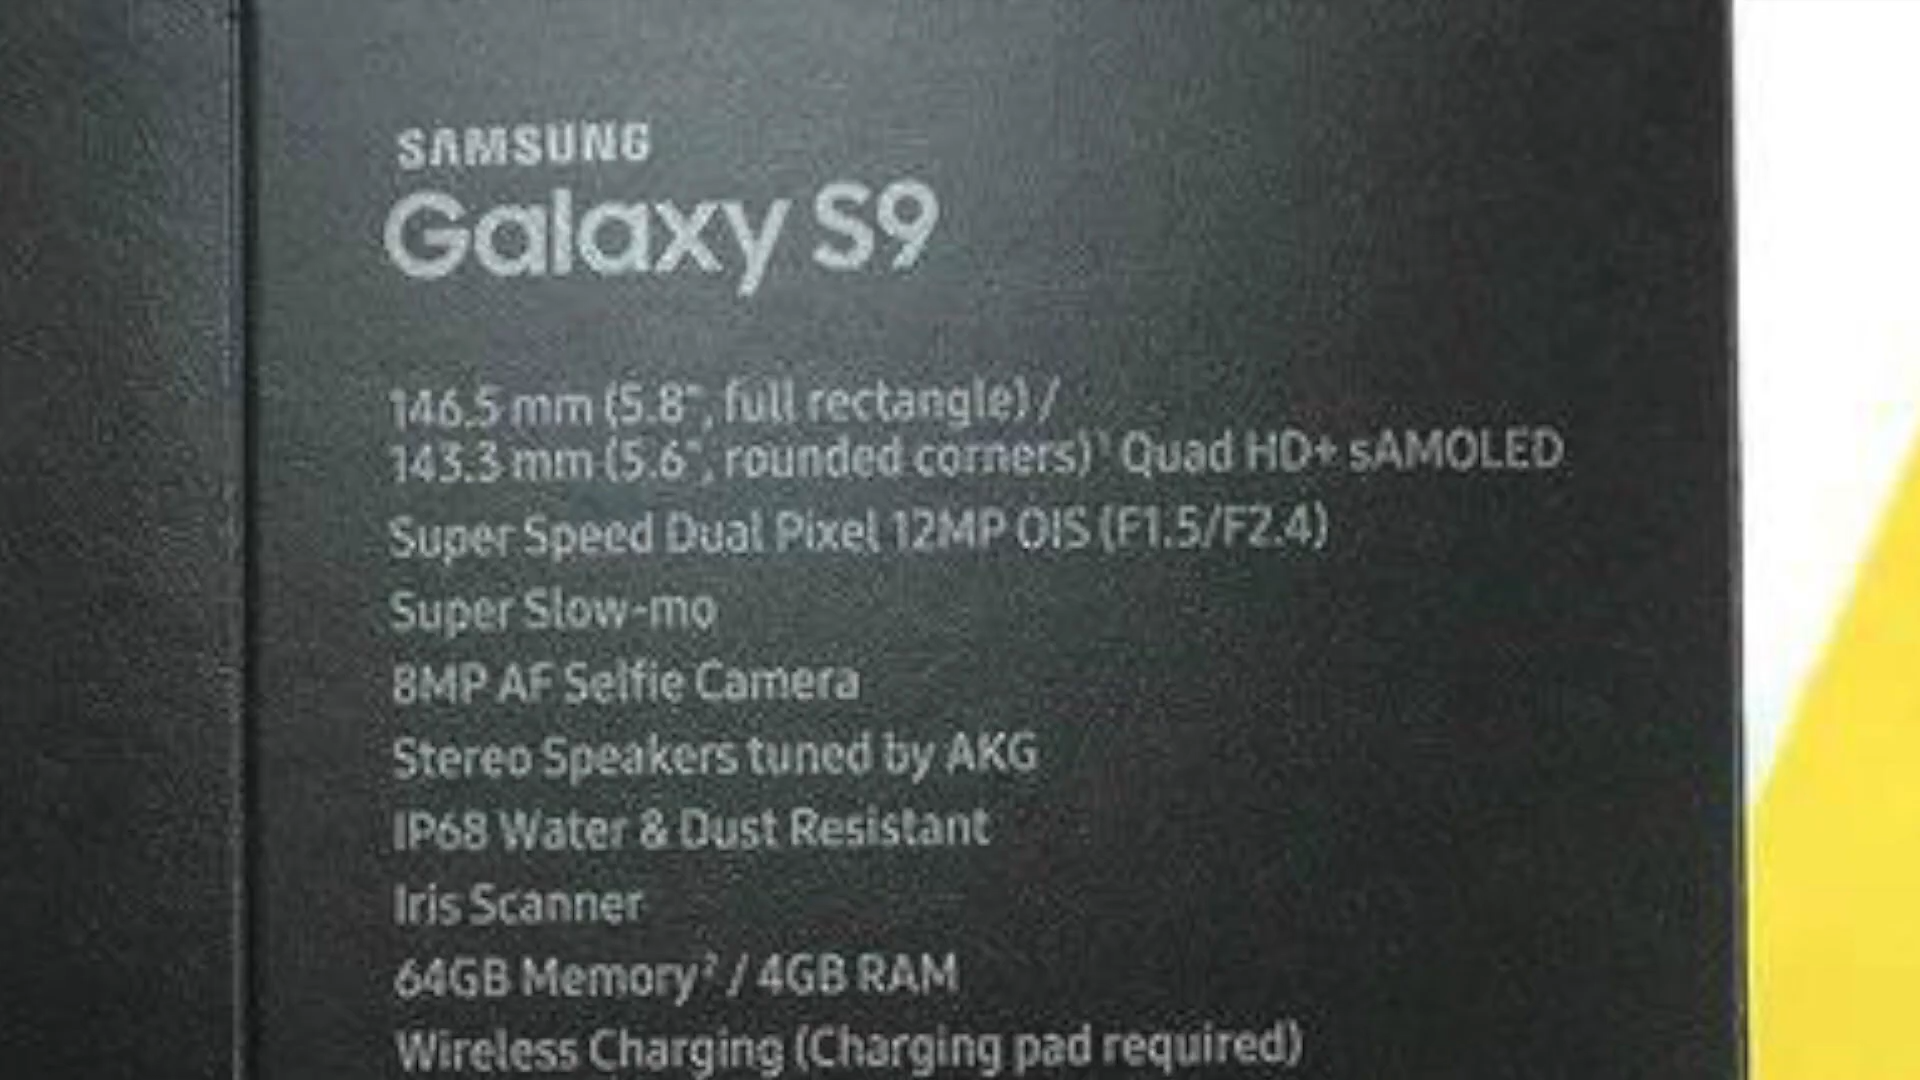 SAMSUNG
Galaxy S9
146.5 mm (5.8", full rectangle) /
143.3 mm (5.6", rounded corners)¹ Quad HD+ sAMOLED
Super Speed Dual Pixel 12MP OIS (F1.5/F2.4)
Super Slow-mo
8MP AF Selfie Camera
Stereo Speakers tuned by AKG
IP68 Water & Dust Resistant
Iris Scanner
64GB Memory² / 4GB RAM
Wireless Charging (Charging pad required)